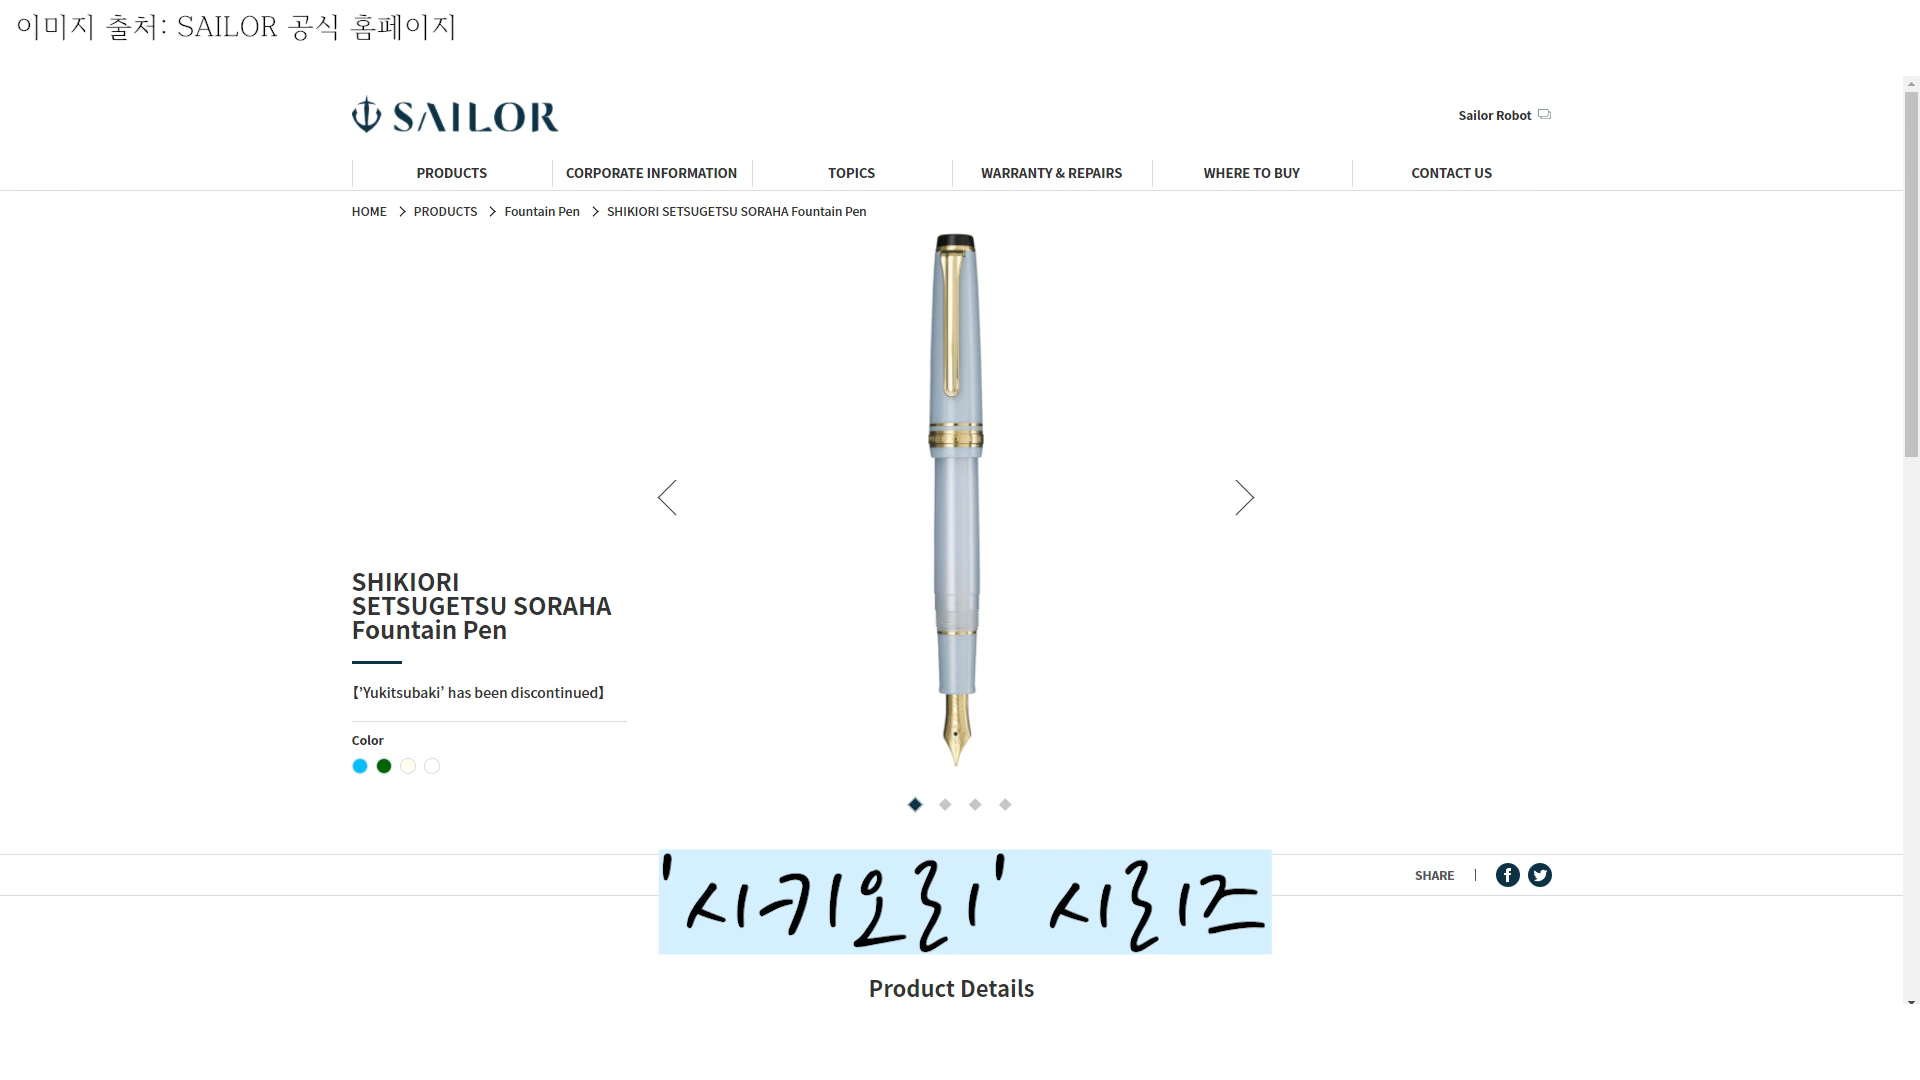 이미지 출처: SAILOR 공식 홈페이지
SAILOR
Sailor Robot
PRODUCTS
CORPORATE INFORMATION
TOPICS
WARRANTY & REPAIRS
WHERE TO BUY
CONTACT US
HOME > PRODUCTS > Fountain Pen > SHIKIORI SETSUGETSU SORAHA Fountain Pen
SHIKIORI
SETSUGETSU SORAHA
Fountain Pen
【’Yukitsubaki’ has been discontinued】
Color
SHARE |
'시키오리' 시리즈
Product Details